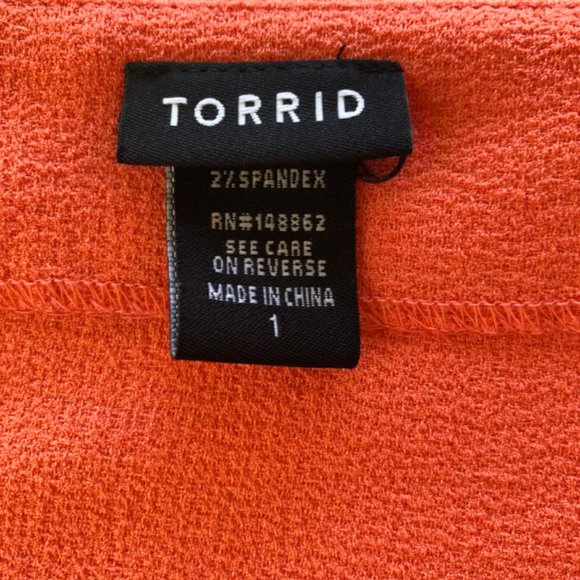 TORRID
2% SPANDEX
RN#148862
SEE CARE
ON REVERSE
MADE IN CHINA
1